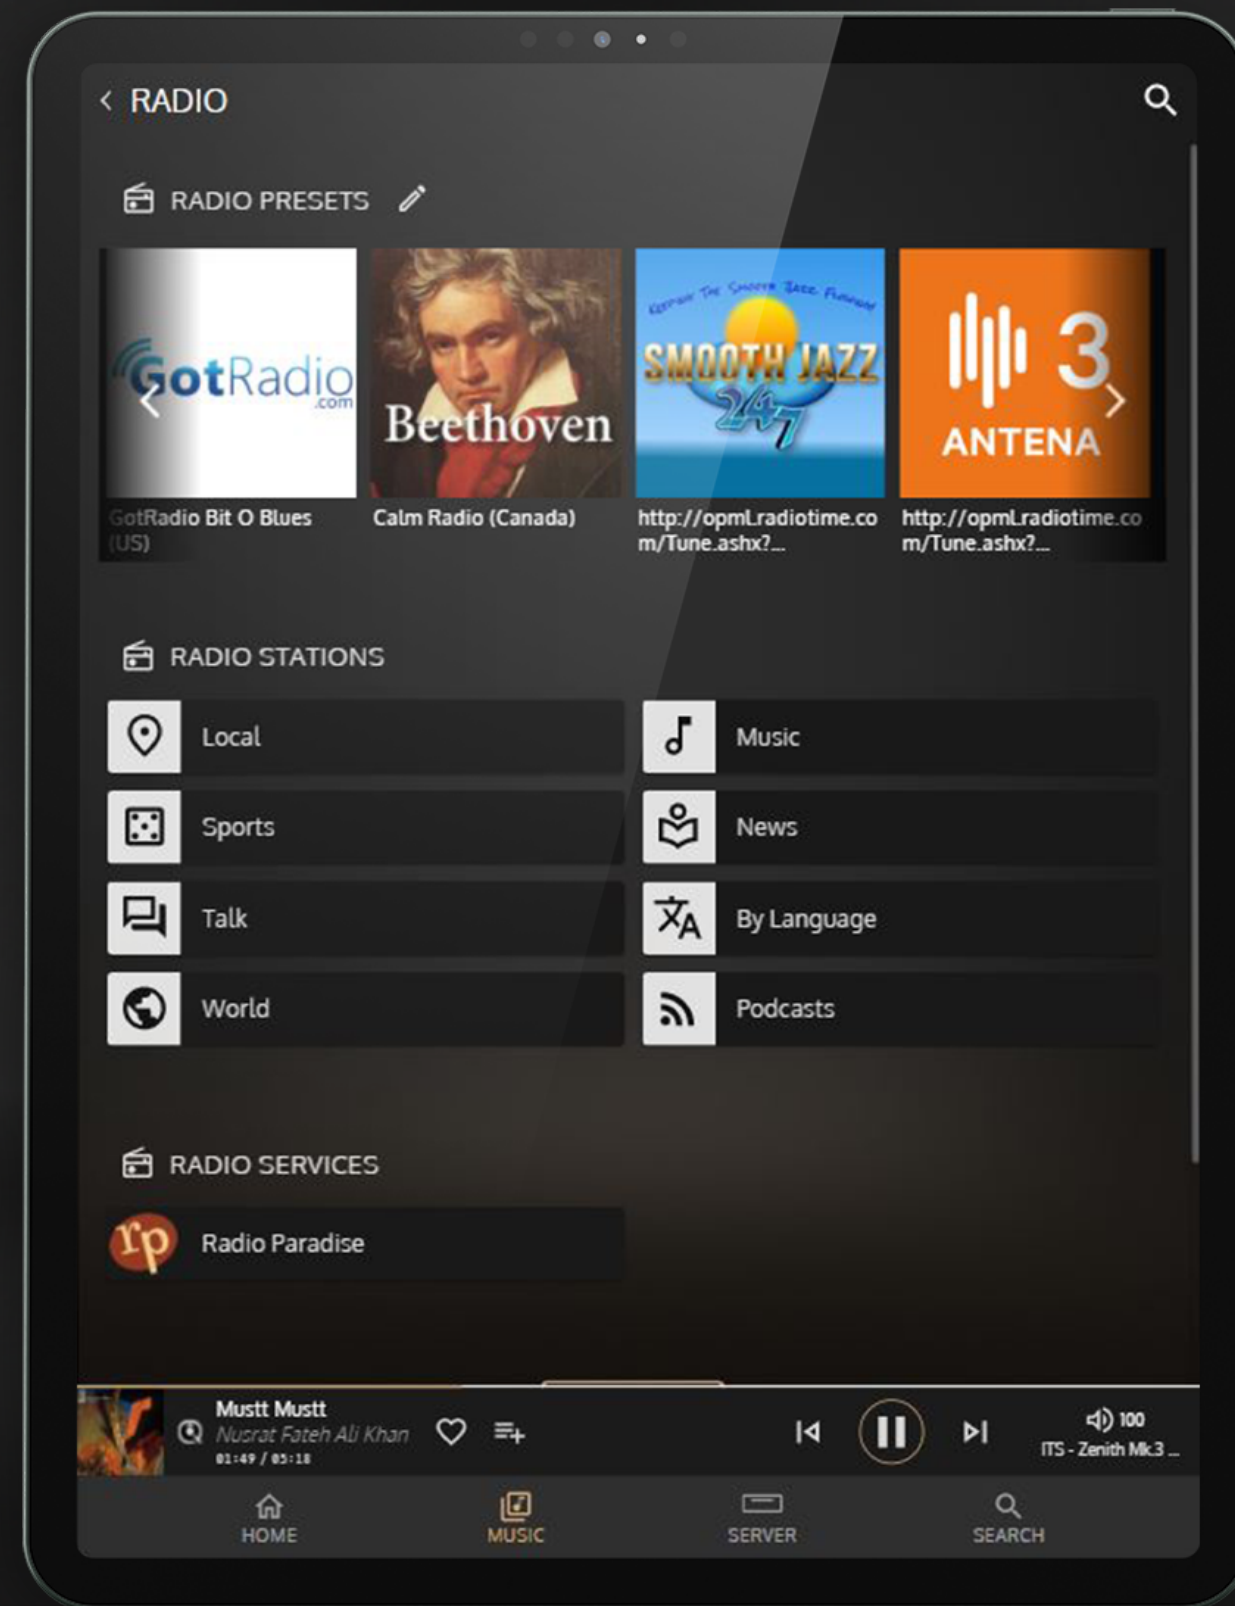 RADIO
RADIO PRESETS
GotRadio
.com
Beethoven
KEEPING THE SMOOTH JAZZ FLOWING
SMOOTH JAZZ
24/7
3
ANTENA
GotRadio Bit O Blues
(US)
Calm Radio (Canada)
http://opml.radiotime.co
m/Tune.ashx?...
http://opml.radiotime.co
m/Tune.ashx?...
RADIO STATIONS
Local
Music
Sports
News
Talk
By Language
World
Podcasts
RADIO SERVICES
rp
Radio Paradise
Mustt Mustt
Nusrat Fateh Ali Khan
01:49 / 05:18
100
ITS - Zenith Mk.3 ...
HOME
MUSIC
SERVER
SEARCH